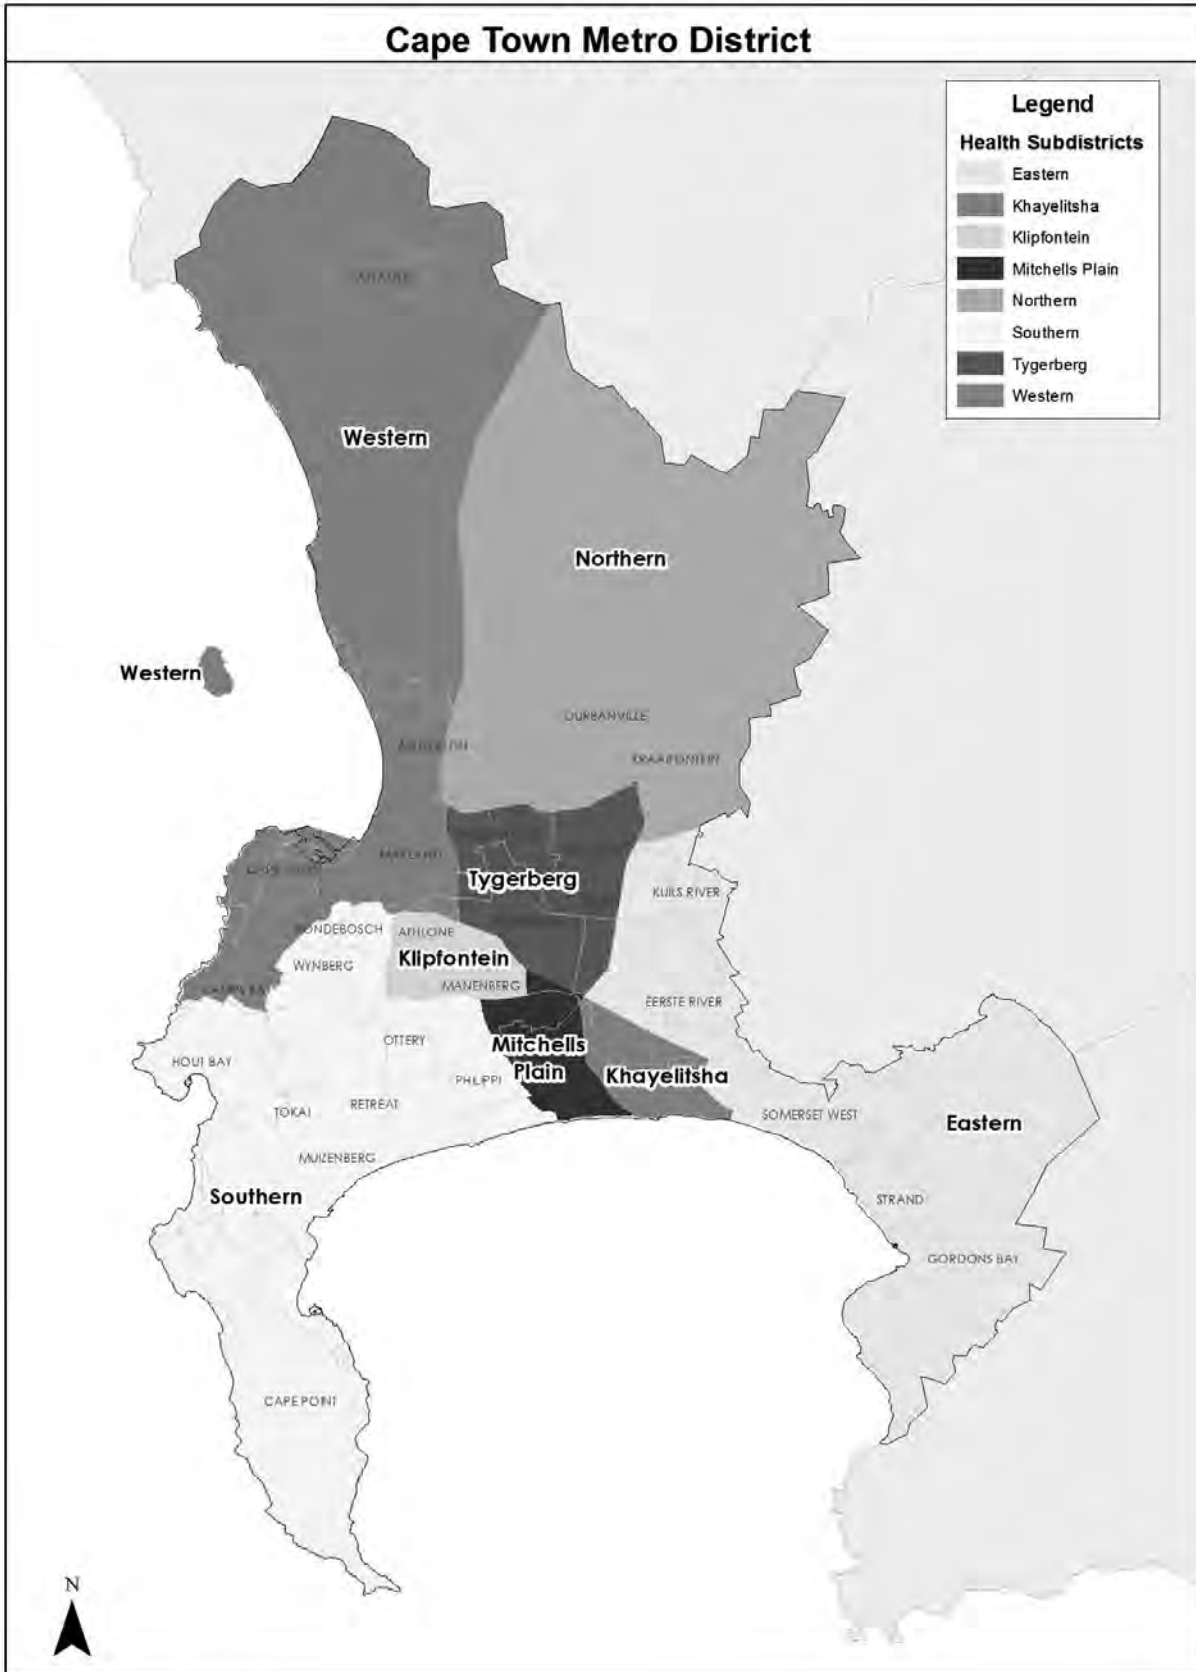 Cape Town Metro District
Legend
Health Subdistricts
Eastern
Khayelitsha
Klipfontein
Mitchells Plain
Northern
Southern
Tygerberg
Western
Western
Northern
Western
DURBANVILLE
KRAAIFONTEIN
Tygerberg
KUILS RIVER
RONDEBOSCH
ATHLONE
Klipfontein
WYNBERG
MANENBERG
EERSTE RIVER
OTTERY
Mitchells
Plain
HOUT BAY
PHILIPPI
Khayelitsha
TOKAI
RETREAT
SOMERSET WEST
Eastern
MUIZENBERG
Southern
STRAND
GORDONS BAY
CAPE POINT
N